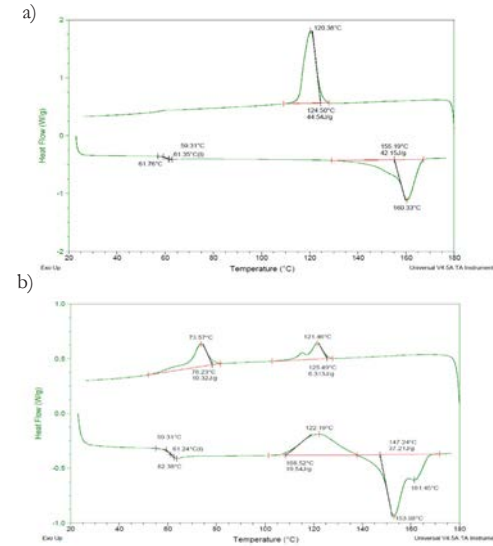 a)
120.38°C
124.50°C
44.54J/g
59.31°C
61.35°C(I)
61.76°C
155.19°C
42.15J/g
160.33°C
Heat Flow (W/g)
2
1
0
-1
-2
20 40 60 80 100 120 140 160 180
Exo Up
Temperature (°C)
Universal V4.5A TA Instruments
b)
73.57°C
76.23°C
10.32J/g
121.46°C
125.49°C
6.313J/g
59.31°C
61.24°C(I)
62.38°C
122.19°C
108.52°C
19.54J/g
147.24°C
37.21J/g
161.45°C
153.08°C
Heat Flow (W/g)
1.0
0.5
0.0
-0.5
-1.0
20 40 60 80 100 120 140 160 180
Exo Up
Temperature (°C)
Universal V4.5A TA Instruments